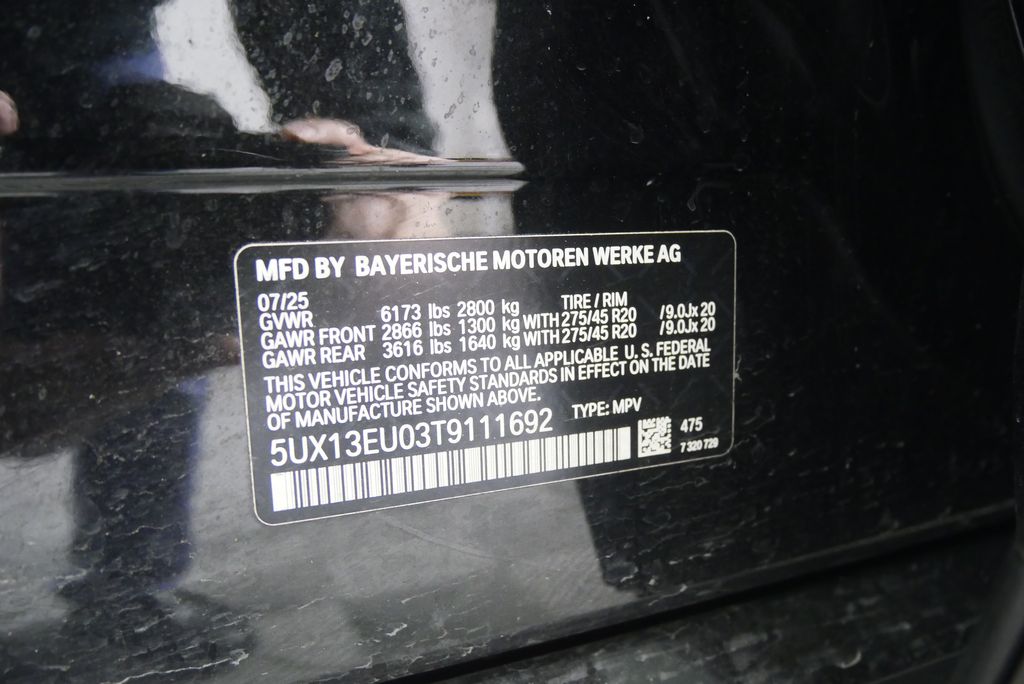 MFD BY BAYERISCHE MOTOREN WERKE AG
07/25 TIRE / RIM
GVWR 6173 lbs 2800 kg
GAWR FRONT 2866 lbs 1300 kg WITH 275/45 R20 /9.0Jx20
GAWR REAR 3616 lbs 1640 kg WITH 275/45 R20 /9.0Jx20
THIS VEHICLE CONFORMS TO ALL APPLICABLE U. S. FEDERAL
MOTOR VEHICLE SAFETY STANDARDS IN EFFECT ON THE DATE
OF MANUFACTURE SHOWN ABOVE.
5UX13EU03T9111692 TYPE: MPV
475
7 320 729